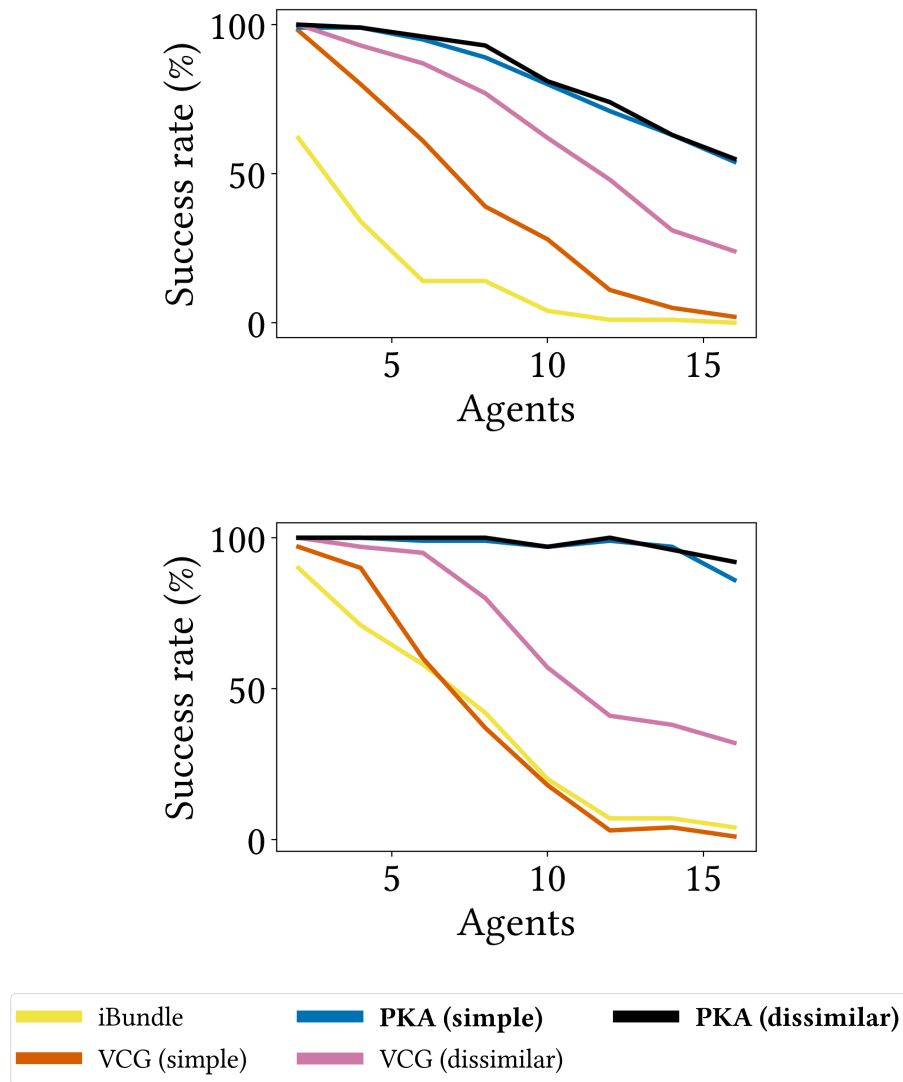 Success rate (%)
100
50
0
5 10 15
Agents
Success rate (%)
100
50
0
5 10 15
Agents
iBundle PKA (simple) PKA (dissimilar)
VCG (simple) VCG (dissimilar)